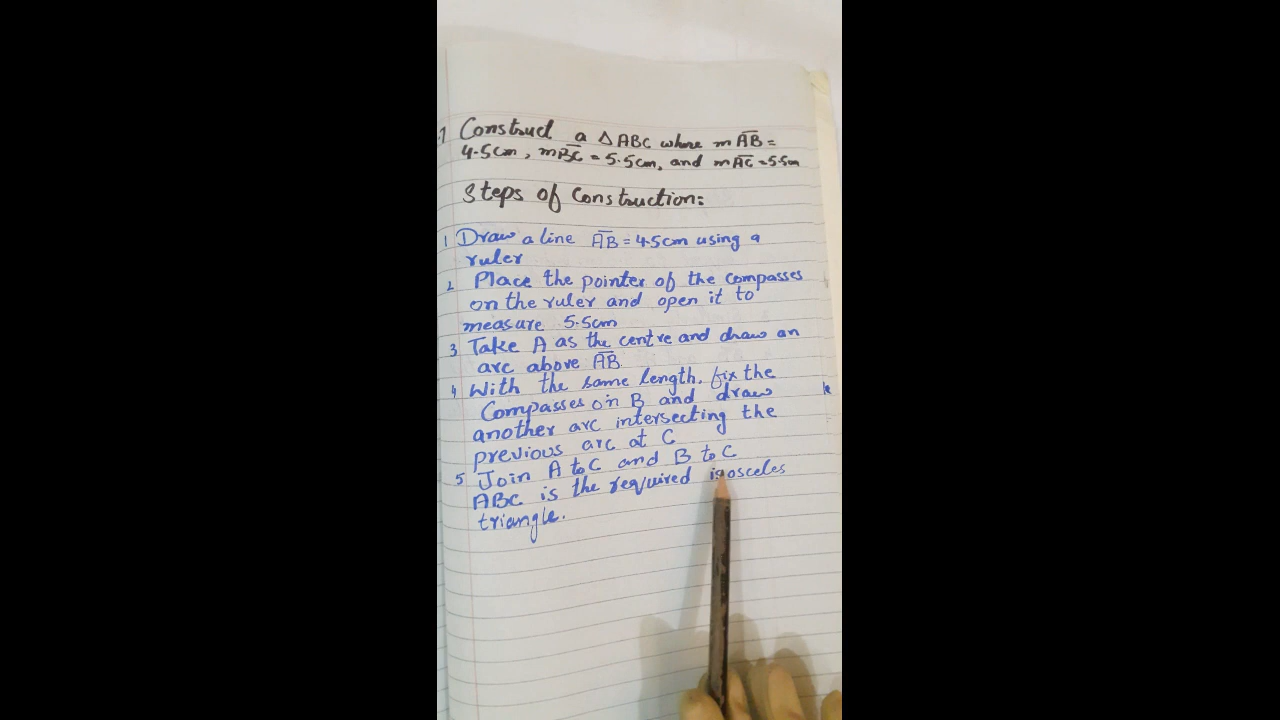 1 Construct a △ABC where mAB̅ =
4.5cm, mBC̅ = 5.5cm, and mAC̅ = 5.5cm
Steps of Construction:
1 Draw a line AB̅ = 4.5cm using a
ruler
2 Place the pointer of the compasses
on the ruler and open it to
measure 5.5cm
3 Take A as the centre and draw an
arc above AB̅.
4 With the same length, fix the
Compasses on B and draw
another arc intersecting the
previous arc at C
5 Join A to C and B to C
ABC is the required isosceles
triangle.